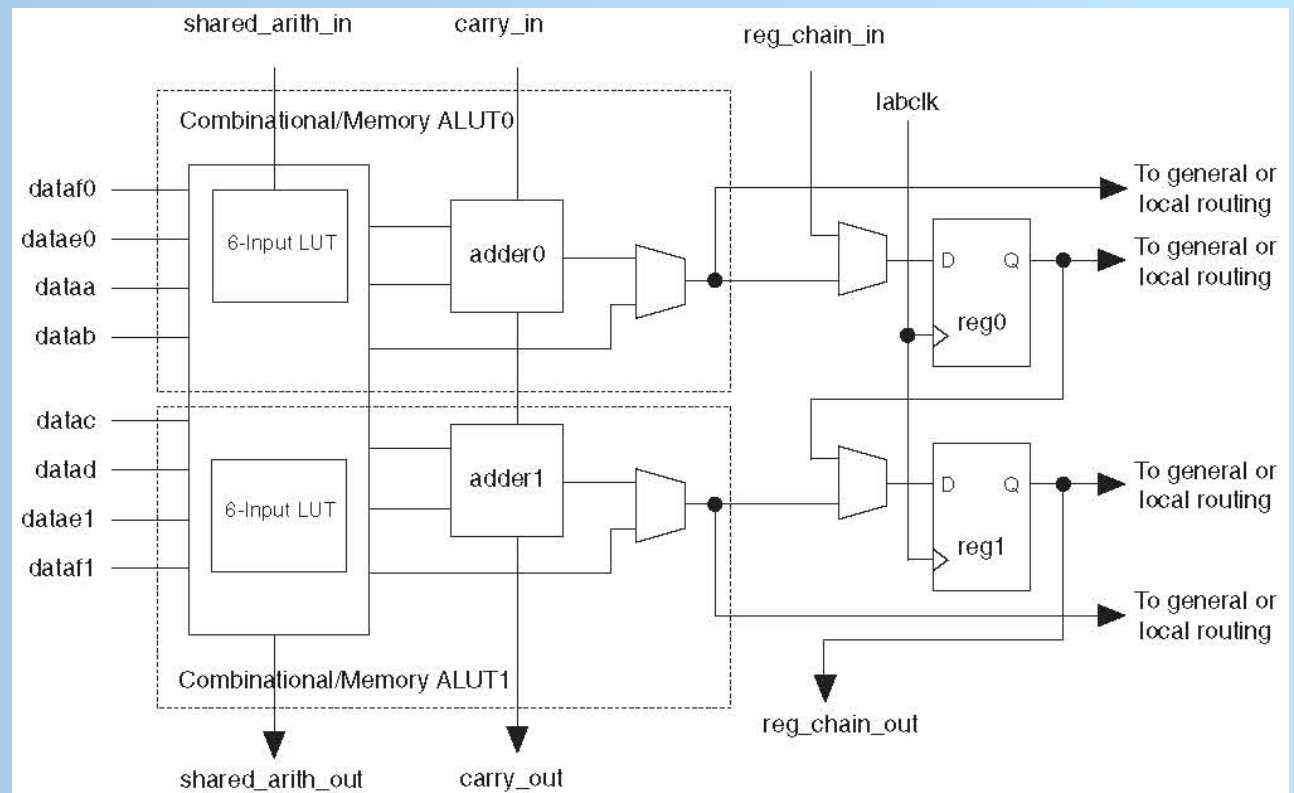 shared_arith_in
carry_in
reg_chain_in
labclk
Combinational/Memory ALUT0
dataf0
datae0
dataa
datab
6-Input LUT
adder0
D
Q
reg0
To general or
local routing
To general or
local routing
datac
datad
datae1
dataf1
6-Input LUT
adder1
D
Q
reg1
To general or
local routing
To general or
local routing
Combinational/Memory ALUT1
reg_chain_out
shared_arith_out
carry_out